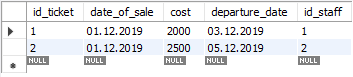 id_ticket date_of_sale cost departure_date id_staff
1 01.12.2019 2000 03.12.2019 1
2 01.12.2019 2500 05.12.2019 2
NULL NULL NULL NULL NULL